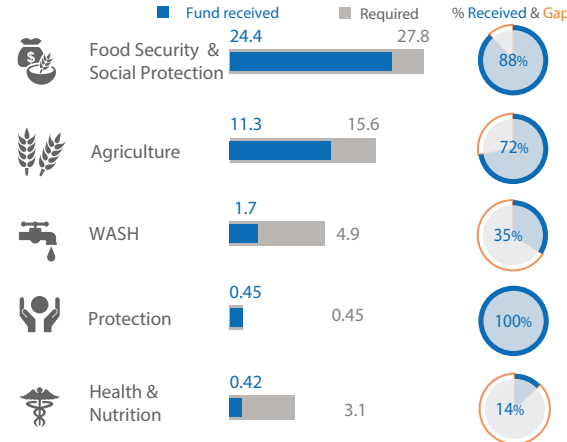 Fund received
Required
% Received & Gap
24.4
27.8
Food Security &
Social Protection
$
88%
11.3
15.6
Agriculture
72%
1.7
WASH
4.9
35%
0.45
Protection
0.45
100%
0.42
Health &
Nutrition
3.1
14%